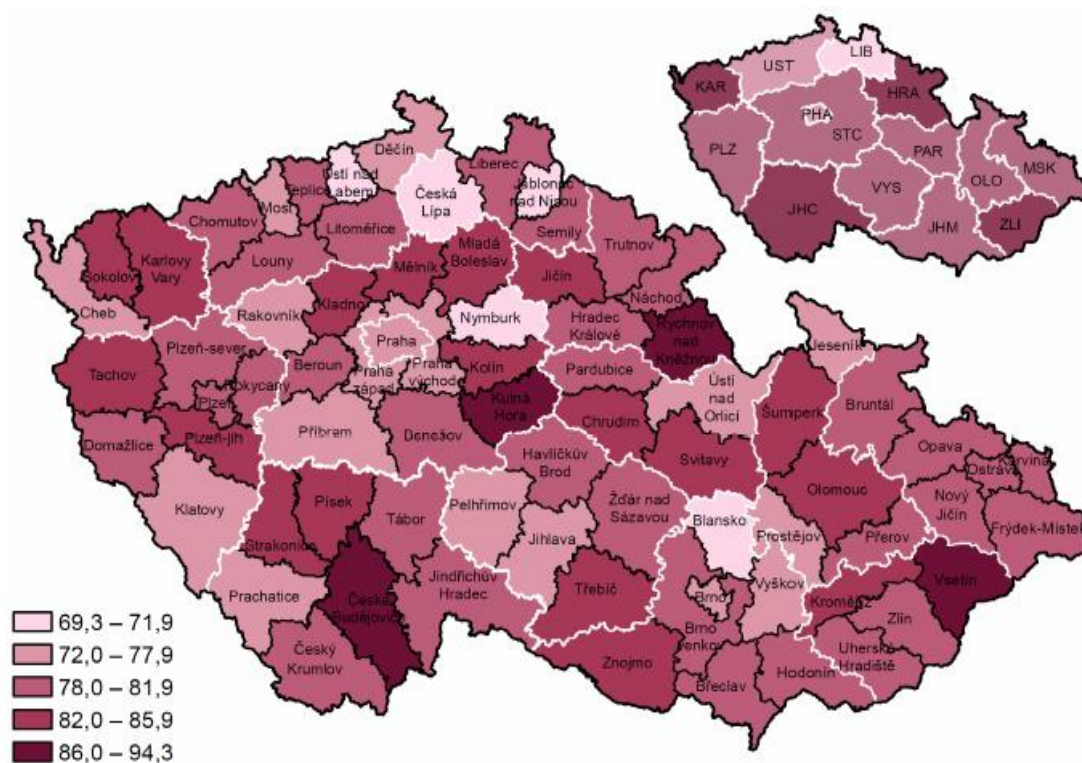 LIB
UST
KAR
HRA
PHA
STC
PLZ
PAR
MSK
OLO
VYS
JHC
JHM
ZLI
Děčín
Liberec
Ústí nad
Labem
Teplice
Jablonec
nad Nisou
Česká
Lípa
Most
Chomutov
Litoměřice
Semily
Trutnov
Mladá
Boleslav
Karlovy
Vary
Louny
Mělník
Jičín
Sokolov
Kladno
Náchod
Cheb
Rakovník
Nymburk
Hradec
Králové
Rychnov
nad
Kněžnou
Jeseník
Praha
Plzeň-sever
Beroun
Praha
západ
Praha
východ
Kolín
Pardubice
Tachov
Rokycany
Ústí
nad
Orlicí
Šumperk
Bruntál
Plzeň
Kutná
Hora
Chrudim
Domažlice
Plzeň-jih
Příbram
Benešov
Opava
Havlíčkův
Brod
Svitavy
Ostrava
Karviná
Klatovy
Písek
Pelhřimov
Žďár nad
Sázavou
Olomouc
Nový
Jičín
Tábor
Blansko
Frýdek-Místek
Strakonice
Jihlava
Prostějov
Přerov
Jindřichův
Hradec
Třebíč
Vyškov
Vsetín
Prachatice
České
Budějovice
Brno
Kroměříž
Zlín
Brno
venkov
Uherské
Hradiště
Český
Krumlov
Znojmo
Hodonín
Břeclav
69,3 – 71,9
72,0 – 77,9
78,0 – 81,9
82,0 – 85,9
86,0 – 94,3